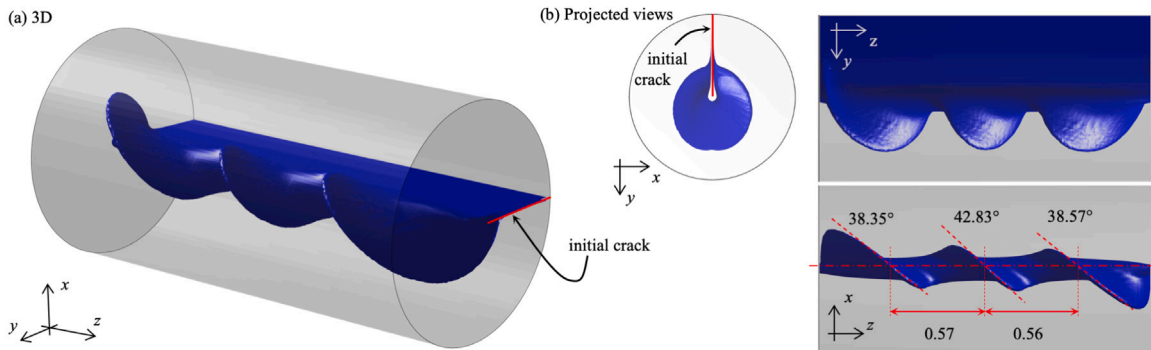 (a) 3D
x
y
z
initial crack
(b) Projected views
initial
crack
x
y
z
y
38.35°
42.83°
38.57°
x
z
0.57
0.56